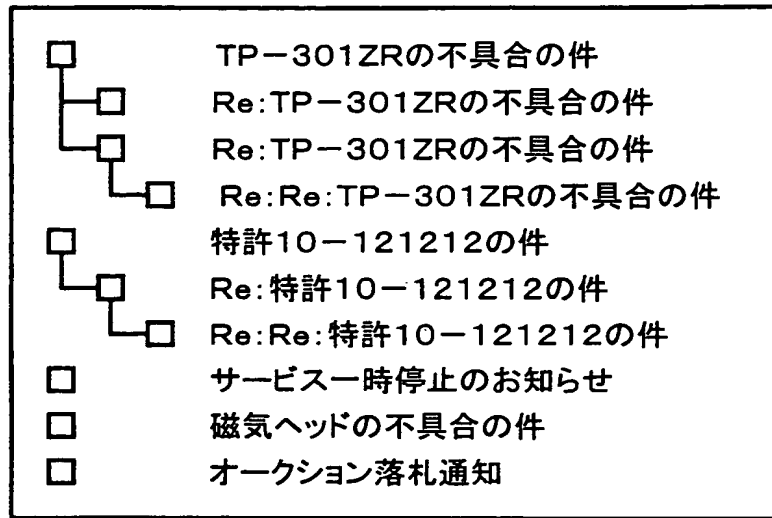 TP－301ZRの不具合の件
Re:TP－301ZRの不具合の件
Re:TP－301ZRの不具合の件
Re:Re:TP－301ZRの不具合の件
特許10－121212の件
Re:特許10－121212の件
Re:Re:特許10－121212の件
サービス一時停止のお知らせ
磁気ヘッドの不具合の件
オークション落札通知